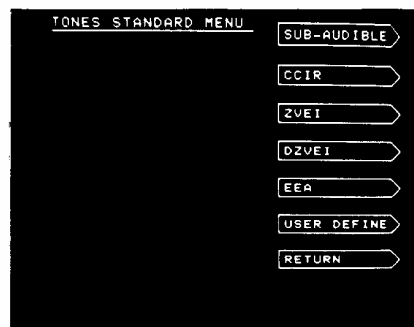 TONES STANDARD MENU
SUB-AUDIBLE
CCIR
ZVEI
DZVEI
EEA
USER DEFINE
RETURN